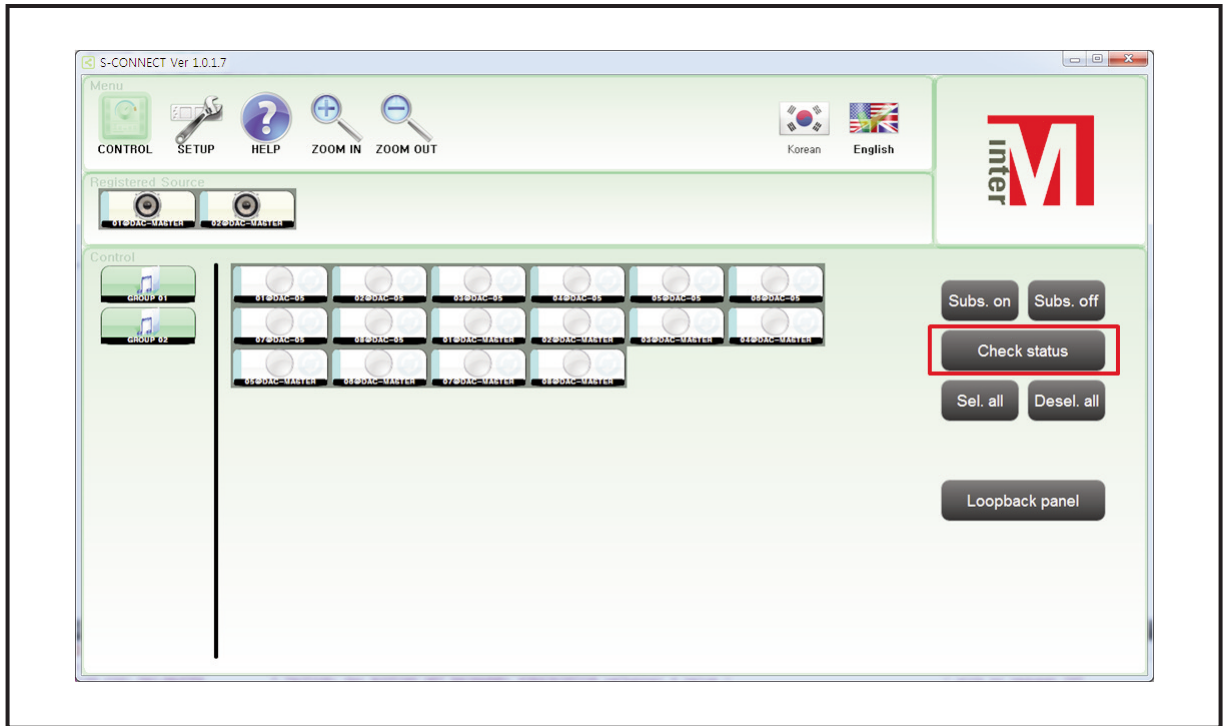 S-CONNECT Ver 1.0.1.7
Menu
CONTROL SETUP HELP ZOOM IN ZOOM OUT
Korean English
inter M
Registered Source
01@DAC-MASTER 02@DAC-MASTER
Control
GROUP 01
GROUP 02
01@DAC-05 02@DAC-05 03@DAC-05 04@DAC-05 05@DAC-05 06@DAC-05
07@DAC-05 08@DAC-05 01@DAC-MASTER 02@DAC-MASTER 03@DAC-MASTER 04@DAC-MASTER
05@DAC-MASTER 06@DAC-MASTER 07@DAC-MASTER 08@DAC-MASTER
Subs. on Subs. off
Check status
Sel. all Desel. all
Loopback panel